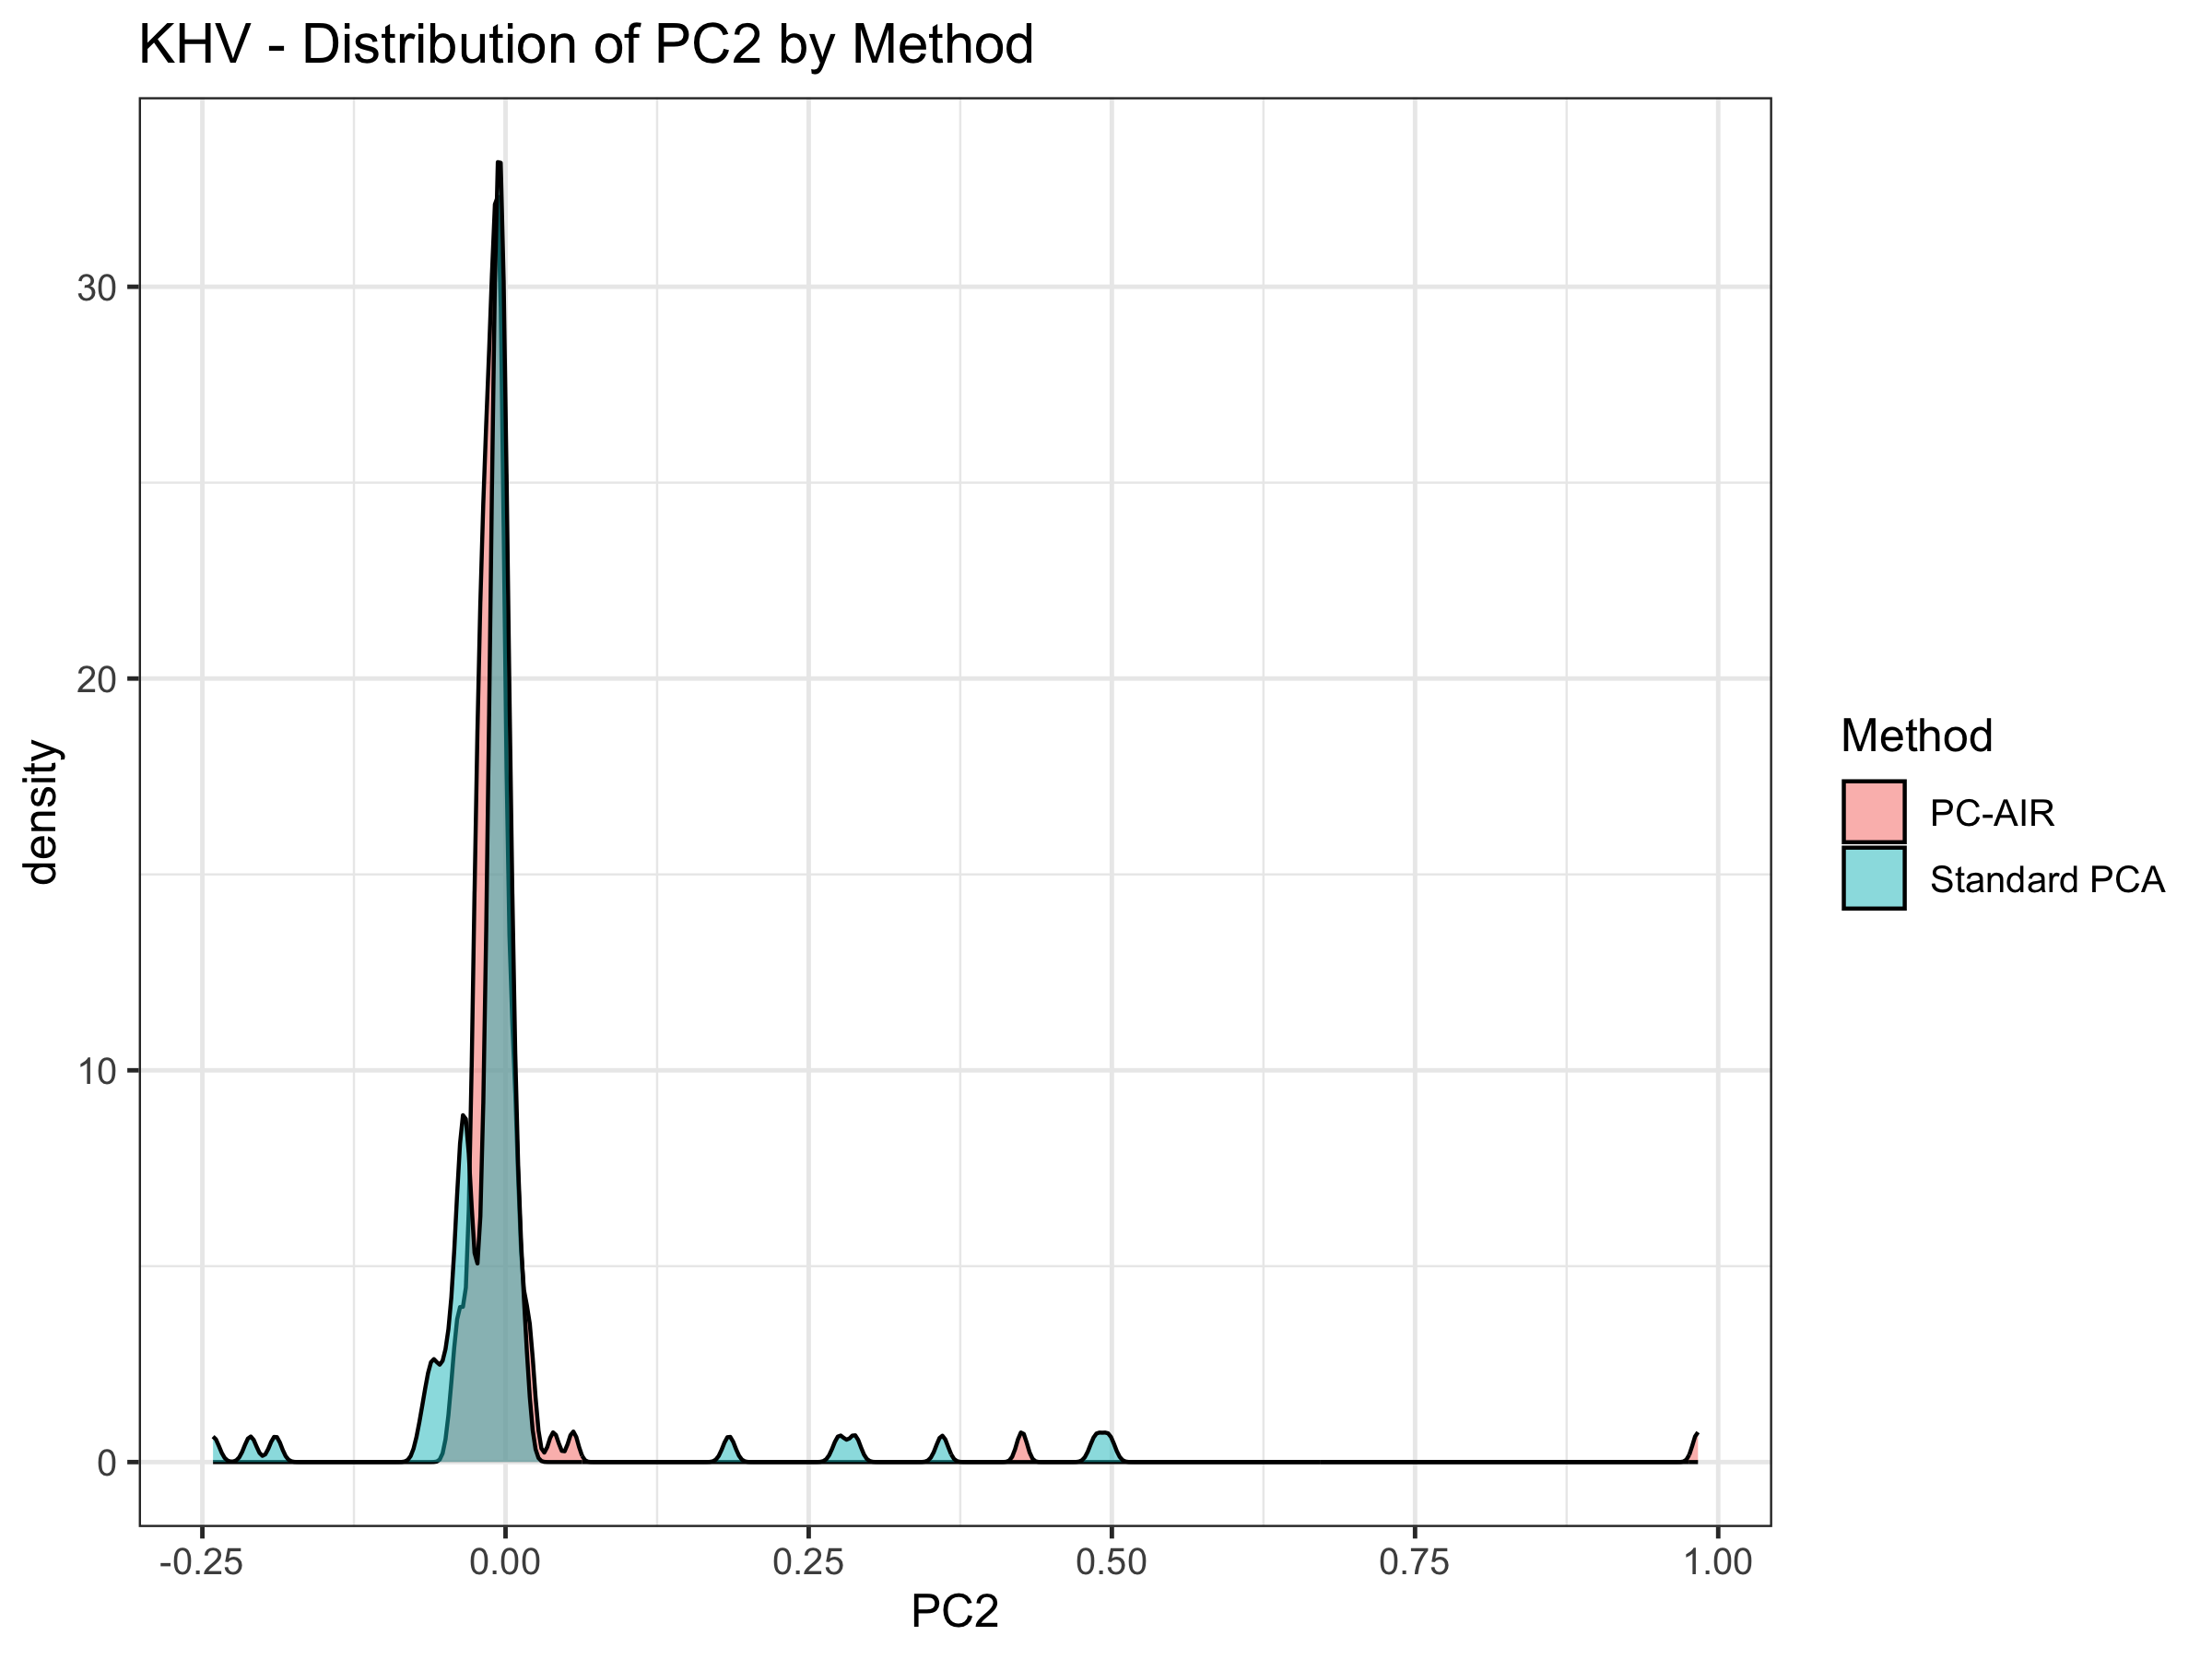 KHV - Distribution of PC2 by Method
30
20
10
0
density
-0.25 0.00 0.25 0.50 0.75 1.00
PC2
Method
PC-AIR
Standard PCA